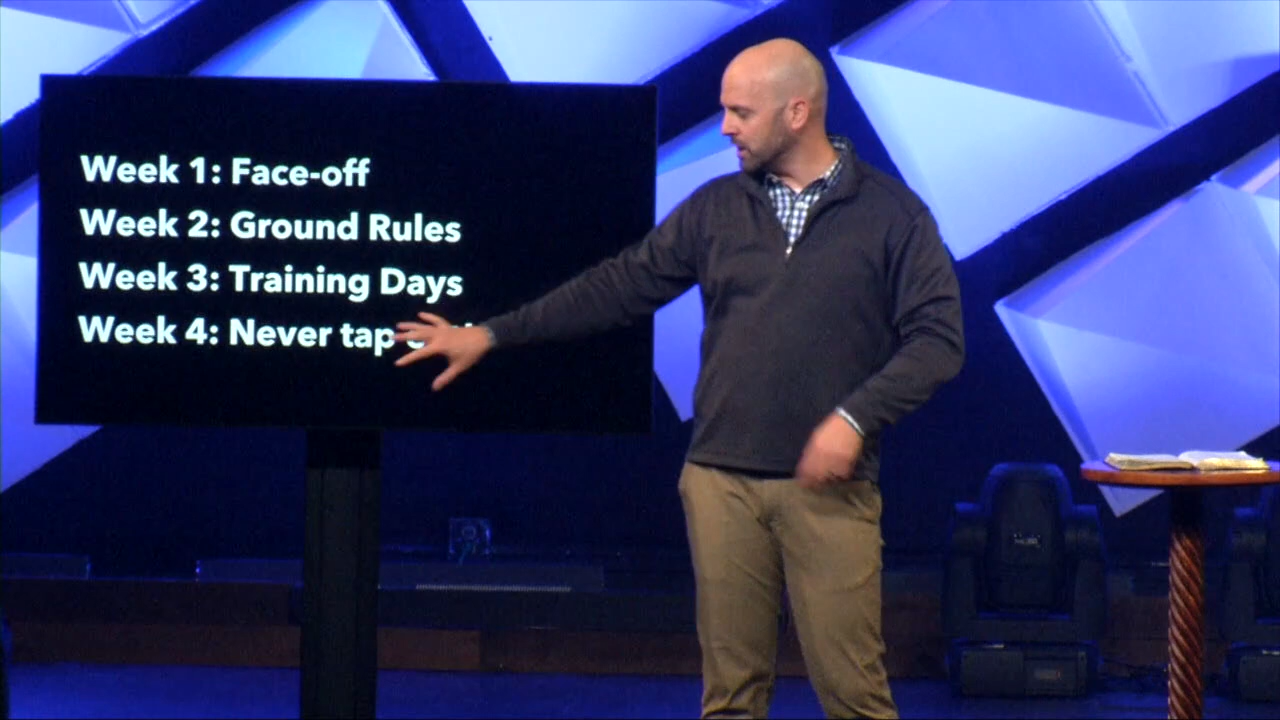 Week 1: Face-off
Week 2: Ground Rules
Week 3: Training Days
Week 4: Never tap